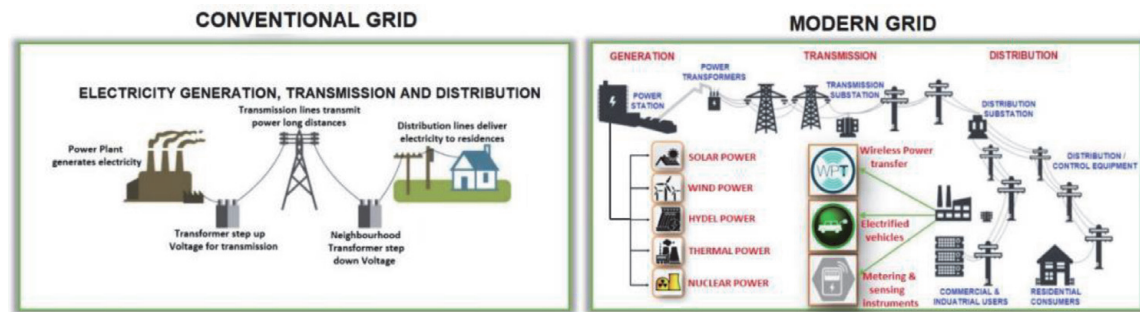 CONVENTIONAL GRID
ELECTRICITY GENERATION, TRANSMISSION AND DISTRIBUTION
Transmission lines transmit
power long distances
Power Plant
generates electricity
Distribution lines deliver
electricity to residences
Transformer step up
Voltage for transmission
Neighbourhood
Transformer step
down Voltage
MODERN GRID
GENERATION
TRANSMISSION
DISTRIBUTION
POWER
TRANSFORMERS
POWER
STATION
TRANSMISSION
SUBSTATION
DISTRIBUTION
SUBSTATION
DISTRIBUTION /
CONTROL EQUIPMENT
SOLAR POWER
WIND POWER
HYDEL POWER
THERMAL POWER
NUCLEAR POWER
Wireless Power
transfer
WPT
Electrified
vehicles
Metering &
sensing
instruments
COMMERCIAL &
INDUATRIAL USERS
RESIDENTIAL
CONSUMERS